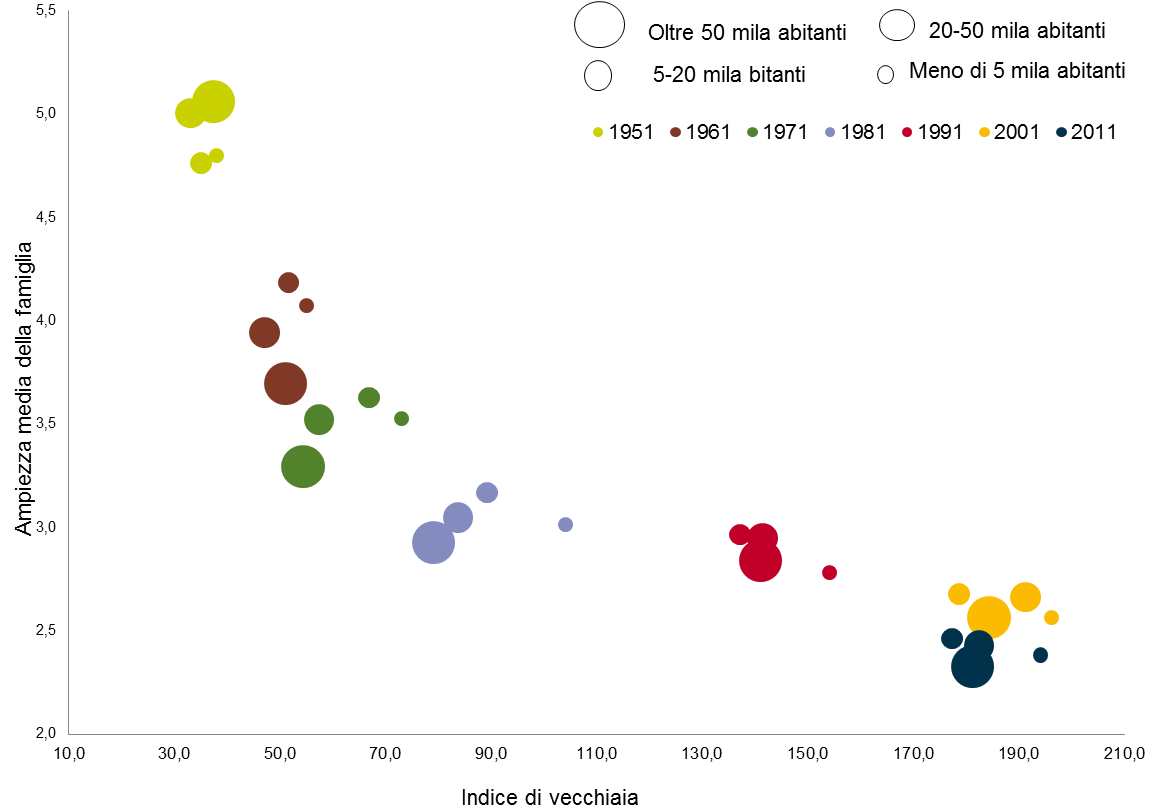 5,5
Oltre 50 mila abitanti
20-50 mila abitanti
5-20 mila bitanti
Meno di 5 mila abitanti
1951 1961 1971 1981 1991 2001 2011
5,0
4,5
4,0
3,5
3,0
2,5
2,0
Ampiezza media della famiglia
10,0 30,0 50,0 70,0 90,0 110,0 130,0 150,0 170,0 190,0 210,0
Indice di vecchiaia